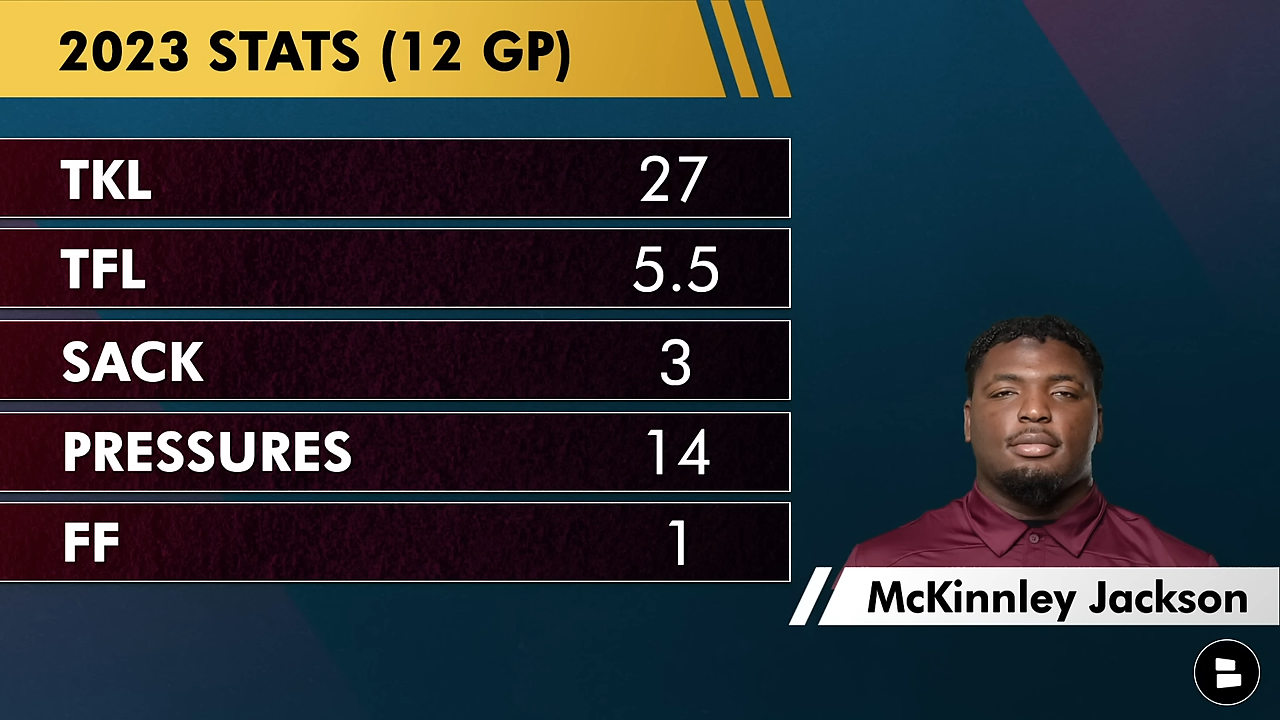 2023 STATS (12 GP)
TKL 27
TFL 5.5
SACK 3
PRESSURES 14
FF 1
McKinnley Jackson